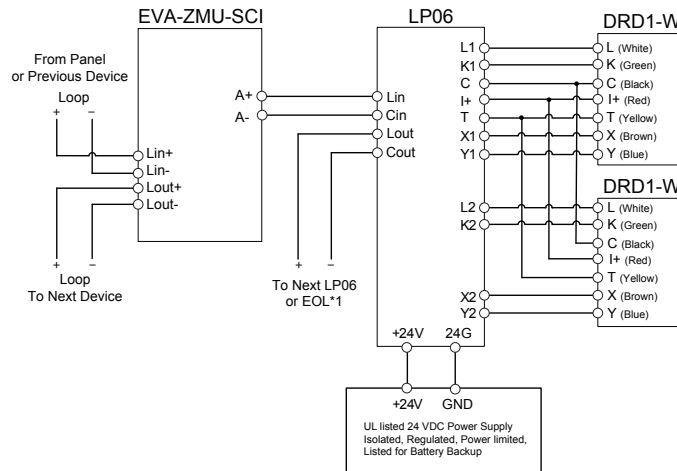 EVA-ZMU-SCI
LP06
DRD1-W
From Panel
or Previous Device
Loop
+ −
A+
A-
Lin+
Lin-
Lout+
Lout-
+ −
Loop
To Next Device
Lin
Cin
Lout
Cout
+ −
To Next LP06
or EOL*1
L1
K1
C
I+
T
X1
Y1
L2
K2
X2
Y2
+24V 24G
L (White)
K (Green)
C (Black)
I+ (Red)
T (Yellow)
X (Brown)
Y (Blue)
DRD1-W
L (White)
K (Green)
C (Black)
I+ (Red)
T (Yellow)
X (Brown)
Y (Blue)
+24V GND
UL listed 24 VDC Power Supply
Isolated, Regulated, Power limited,
Listed for Battery Backup